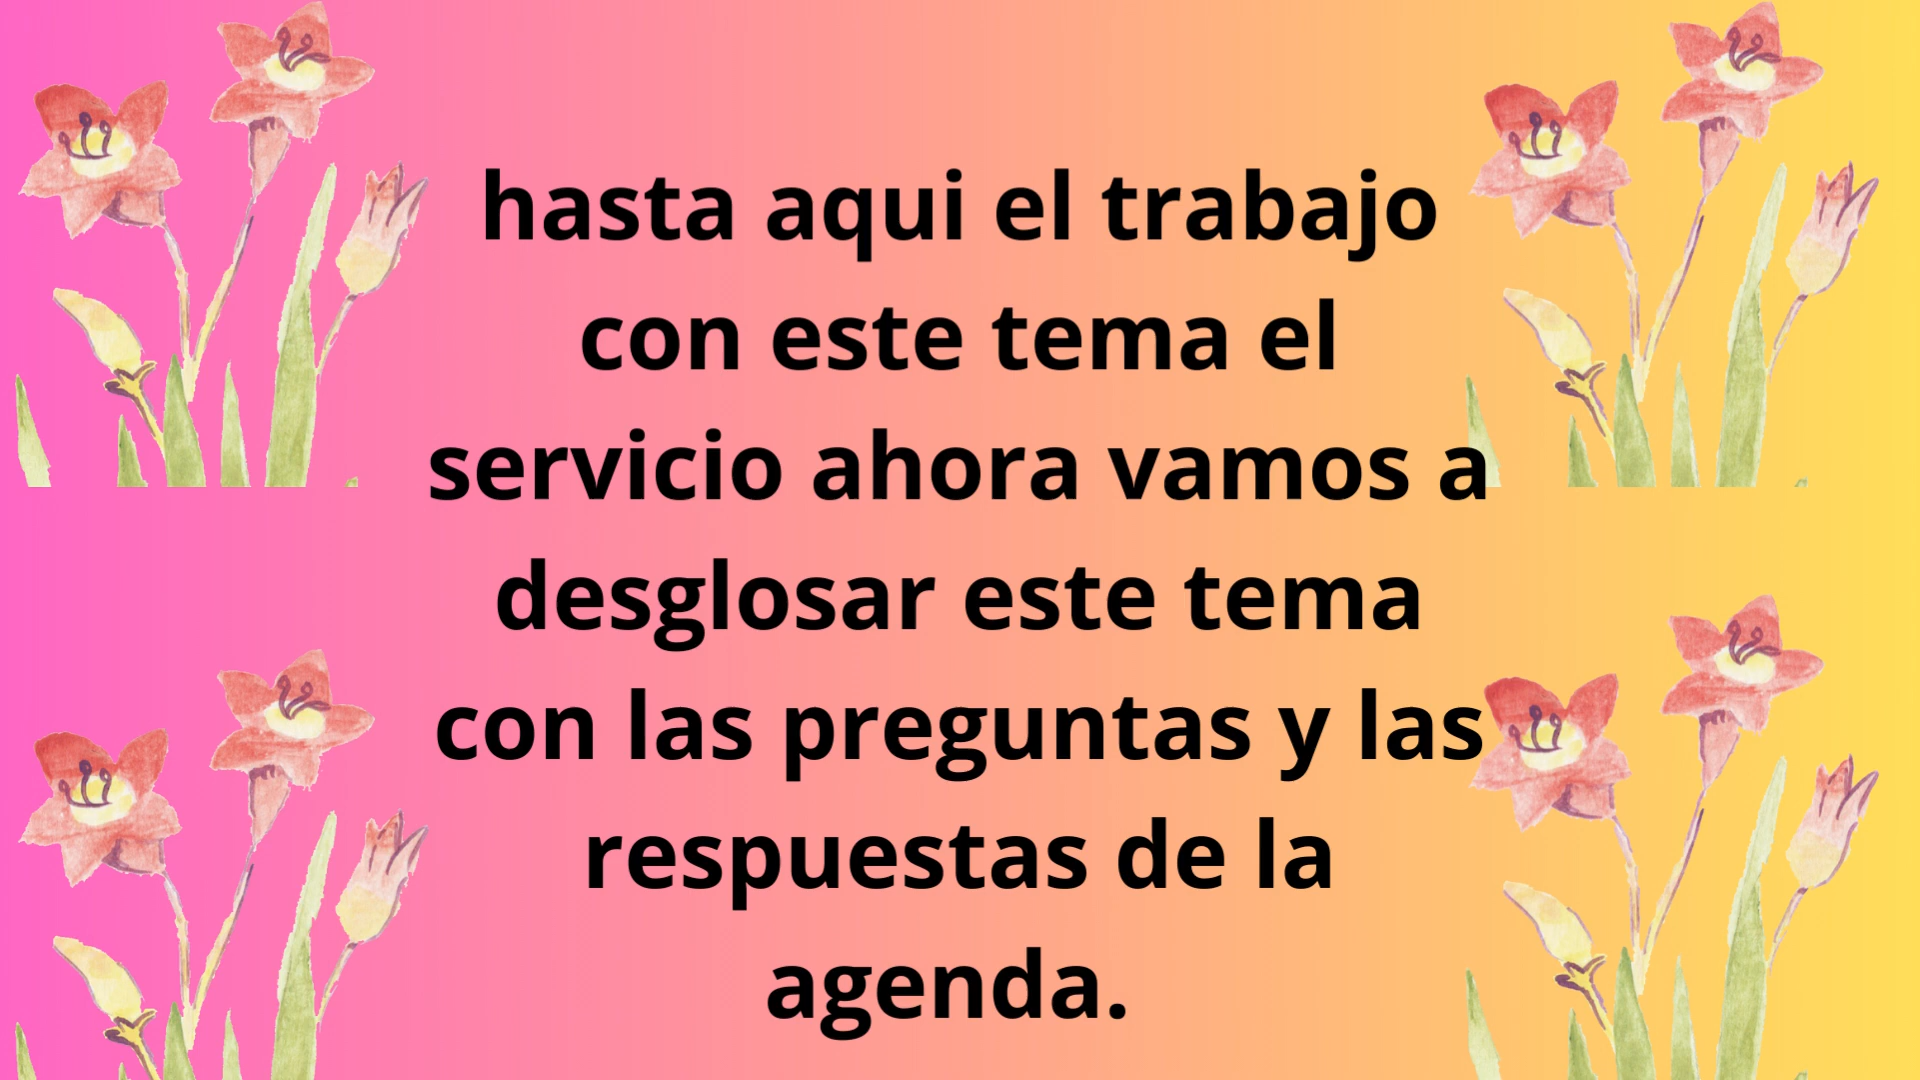 hasta aqui el trabajo
con este tema el
servicio ahora vamos a
desglosar este tema
con las preguntas y las
respuestas de la
agenda.